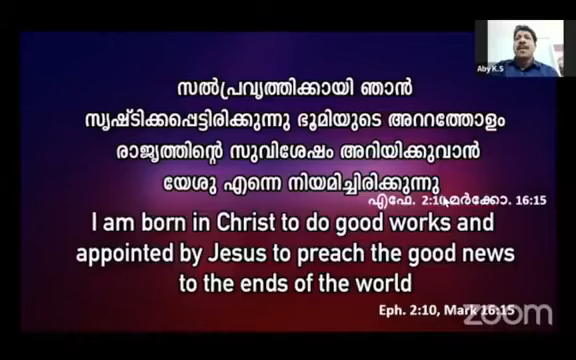 Aby K.S
സൽപ്രവൃത്തിക്കായി ഞാൻ
സൃഷ്ടിക്കപ്പെട്ടിരിക്കുന്നു ഭൂമിയുടെ അററത്തോളം
രാജ്യത്തിന്റെ സുവിശേഷം അറിയിക്കുവാൻ
യേശു എന്നെ നിയമിച്ചിരിക്കുന്നു
എഫേ. 2:10,മർക്കോ. 16:15
I am born in Christ to do good works and
appointed by Jesus to preach the good news
to the ends of the world
Eph. 2:10, Mark 16:15
zoom